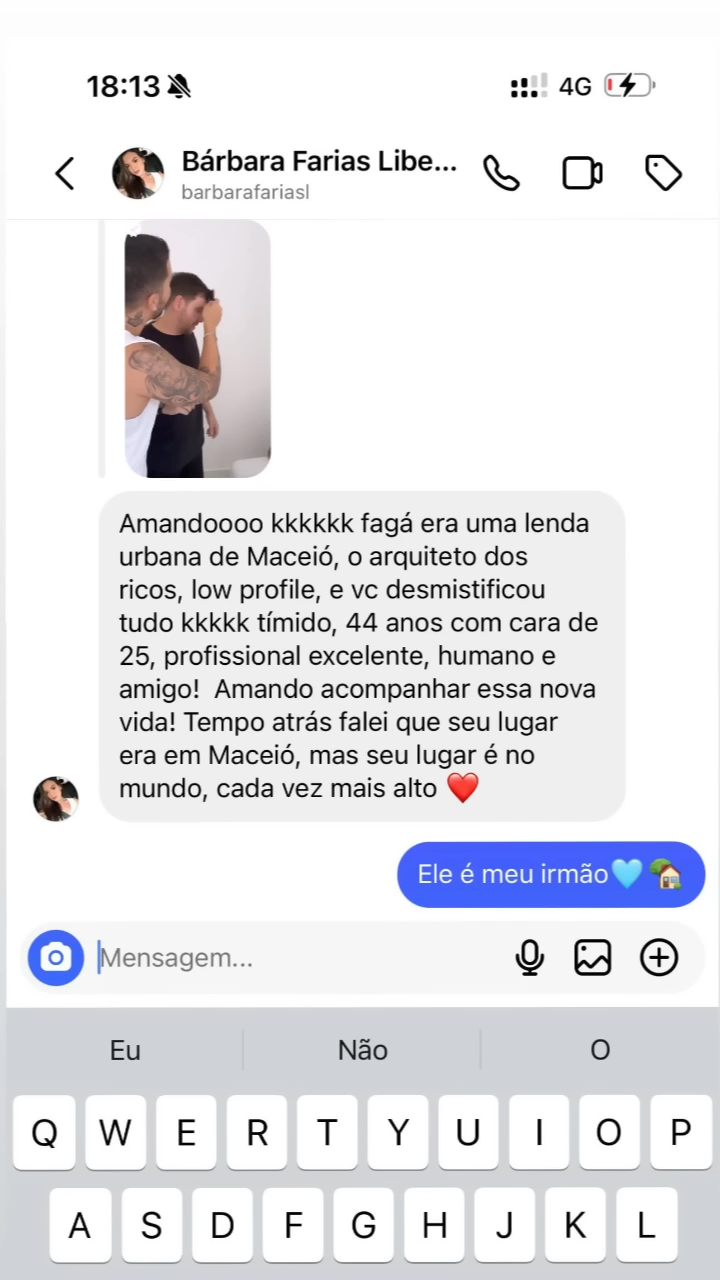 18:13
4G
Bárbara Farias Libe...
barbarafariasl
Amandoooo kkkkkk fagá era uma lenda
urbana de Maceió, o arquiteto dos
ricos, low profile, e vc desmistificou
tudo kkkkk tímido, 44 anos com cara de
25, profissional excelente, humano e
amigo!  Amando acompanhar essa nova
vida! Tempo atrás falei que seu lugar
era em Maceió, mas seu lugar é no
mundo, cada vez mais alto ❤️
Ele é meu irmão🩵🏡
Mensagem...
Eu Não O
Q W E R T Y U I O P
A S D F G H J K L